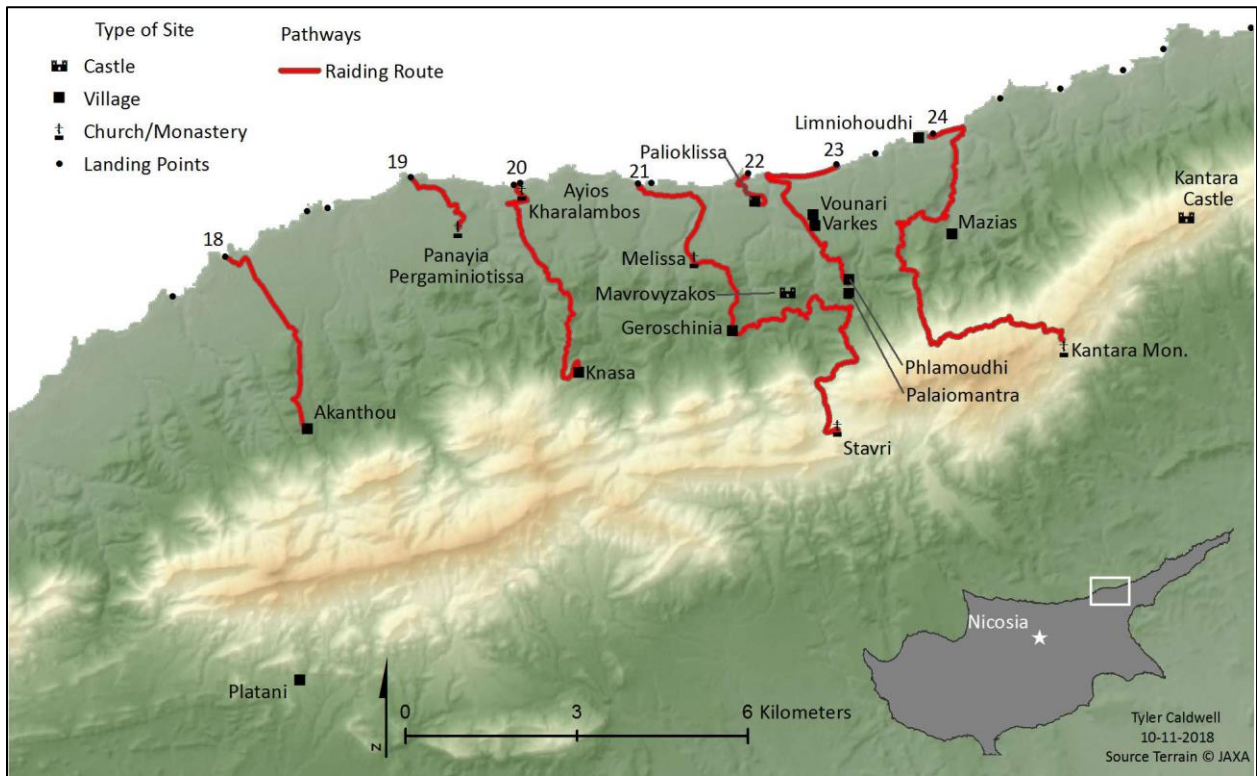 Type of Site
Castle
Village
Church/Monastery
Landing Points
Pathways
Raiding Route
18
19
20
21
22
23
24
Limniohoudhi
Palioklissa
Ayios
Kharalambos
Kantara
Castle
Vounari
Varkes
Mazias
Panayia
Pergaminiotissa
Melissa
Mavrovyzakos
Geroschinia
Kantara Mon.
Knasa
Phlamoudhi
Palaiomantra
Akanthou
Stavri
Platani
N
0
3
6 Kilometers
Nicosia
Tyler Caldwell
10-11-2018
Source Terrain © JAXA